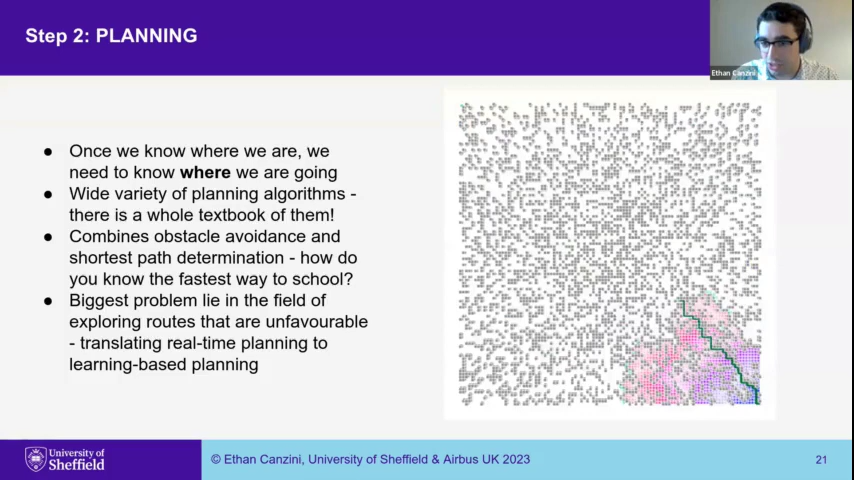 Step 2: PLANNING
Ethan Canzini
● Once we know where we are, we
need to know where we are going
● Wide variety of planning algorithms -
there is a whole textbook of them!
● Combines obstacle avoidance and
shortest path determination - how do
you know the fastest way to school?
● Biggest problem lie in the field of
exploring routes that are unfavourable
- translating real-time planning to
learning-based planning
University of
Sheffield
© Ethan Canzini, University of Sheffield & Airbus UK 2023
21